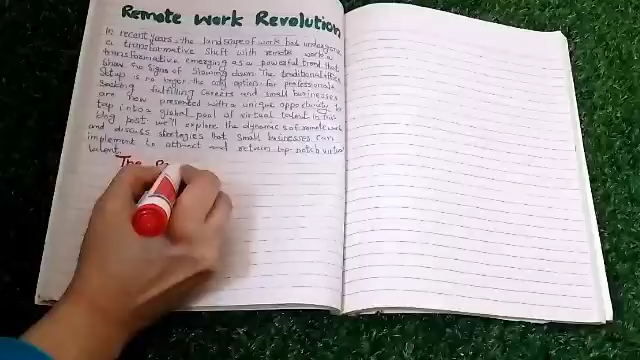 Remote work Revolution
In recent years, the landscape of work has undergone
a transformative shift with remote work a
transformative emerging as a powerful trend that
show no signs of slowing down. The traditional office
Setup is no longer the only option for professionals
Seeking fulfilling careers and small businesses
are now presented with a unique opportunity to
tap into a global pool of virtual talent in this
blog post. we'll explore the dynamics of remote work
and discuss strategies that small businesses can
implement to attract and retain top-notch virtual
talent.
The